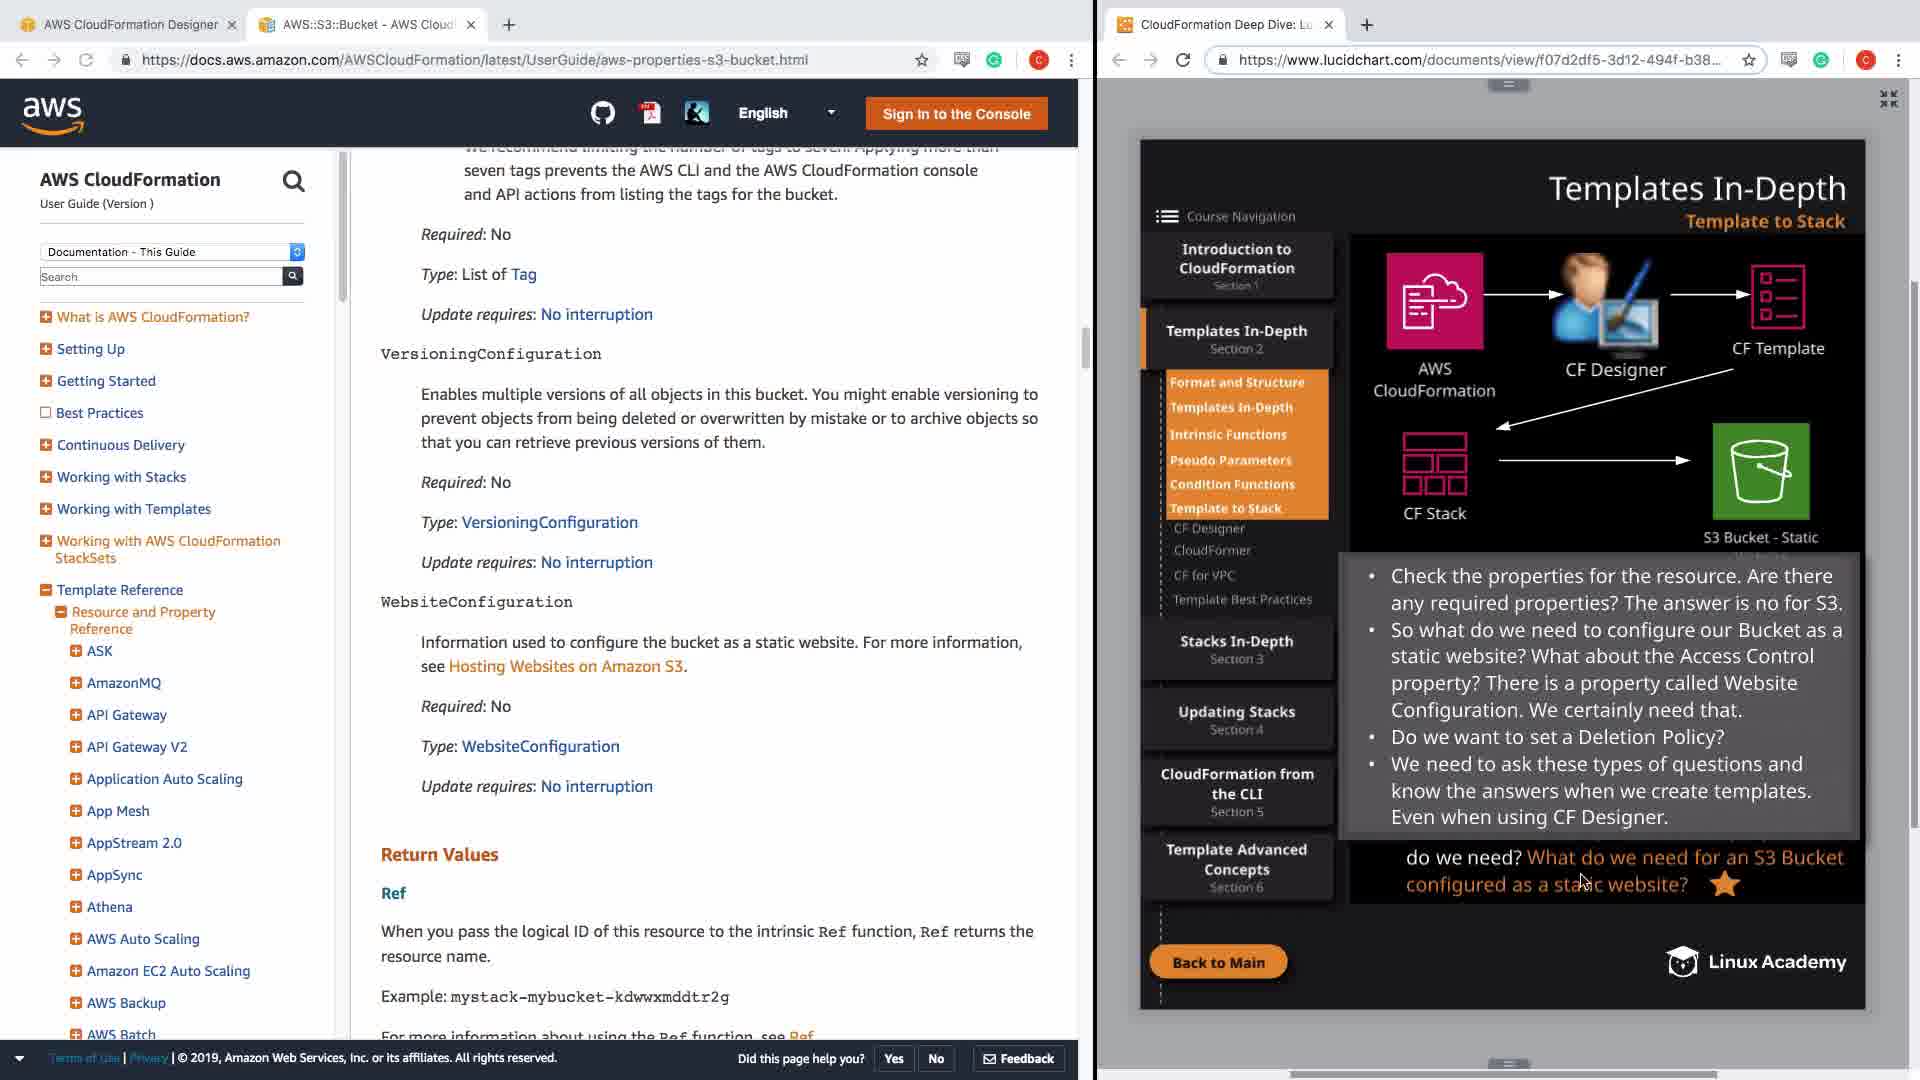 AWS CloudFormation Designer
AWS::S3::Bucket - AWS Cloud
https://docs.aws.amazon.com/AWSCloudFormation/latest/UserGuide/aws-properties-s3-bucket.html
C
aws
English
Sign In to the Console
AWS CloudFormation
User Guide (Version )
Documentation - This Guide
Search
What is AWS CloudFormation?
Setting Up
Getting Started
Best Practices
Continuous Delivery
Working with Stacks
Working with Templates
Working with AWS CloudFormation
StackSets
Template Reference
Resource and Property
Reference
ASK
AmazonMQ
API Gateway
API Gateway V2
Application Auto Scaling
App Mesh
AppStream 2.0
AppSync
Athena
AWS Auto Scaling
Amazon EC2 Auto Scaling
AWS Backup
AWS Batch
We recommend limiting the number of tags to seven. Applying more than
seven tags prevents the AWS CLI and the AWS CloudFormation console
and API actions from listing the tags for the bucket.
Required: No
Type: List of Tag
Update requires: No interruption
VersioningConfiguration
Enables multiple versions of all objects in this bucket. You might enable versioning to
prevent objects from being deleted or overwritten by mistake or to archive objects so
that you can retrieve previous versions of them.
Required: No
Type: VersioningConfiguration
Update requires: No interruption
WebsiteConfiguration
Information used to configure the bucket as a static website. For more information,
see Hosting Websites on Amazon S3.
Required: No
Type: WebsiteConfiguration
Update requires: No interruption
Return Values
Ref
When you pass the logical ID of this resource to the intrinsic Ref function, Ref returns the
resource name.
Example: mystack-mybucket-kdwwxmddtr2g
For more information about using the Ref function, see Ref.
Terms of Use | Privacy | © 2019, Amazon Web Services, Inc. or its affiliates. All rights reserved.
Did this page help you?
Yes
No
Feedback
CloudFormation Deep Dive: Lu
https://www.lucidchart.com/documents/view/f07d2df5-3d12-494f-b38...
C
Templates In-Depth
Template to Stack
Course Navigation
Introduction to
CloudFormation
Section 1
Templates In-Depth
Section 2
Format and Structure
Templates In-Depth
Intrinsic Functions
Pseudo Parameters
Condition Functions
Template to Stack
CF Designer
CloudFormer
CF for VPC
Template Best Practices
Stacks In-Depth
Section 3
Updating Stacks
Section 4
CloudFormation from
the CLI
Section 5
Template Advanced
Concepts
Section 6
Back to Main
AWS
CloudFormation
CF Designer
CF Template
CF Stack
S3 Bucket - Static
• Check the properties for the resource. Are there
any required properties? The answer is no for S3.
• So what do we need to configure our Bucket as a
static website? What about the Access Control
property? There is a property called Website
Configuration. We certainly need that.
• Do we want to set a Deletion Policy?
• We need to ask these types of questions and
know the answers when we create templates.
Even when using CF Designer.
do we need? What do we need for an S3 Bucket
configured as a static website?
Linux Academy